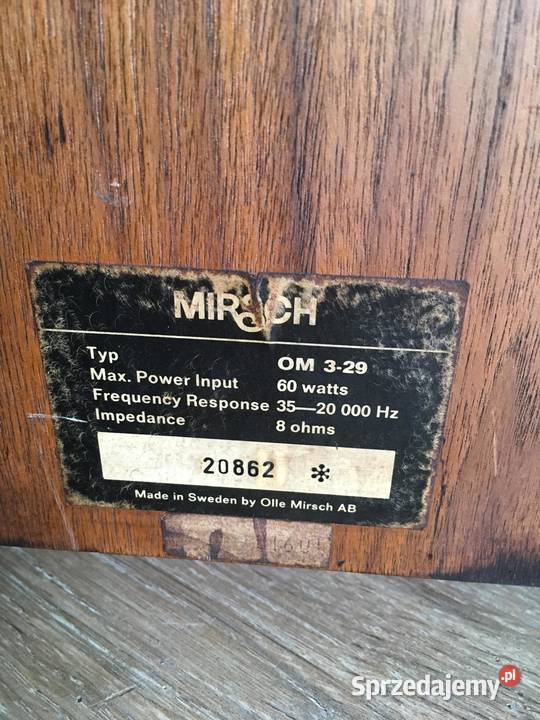 MIRSCH
Typ OM 3-29
Max. Power Input 60 watts
Frequency Response 35—20 000 Hz
Impedance 8 ohms
20862 *
Made in Sweden by Olle Mirsch AB
Sprzedajemy.pl